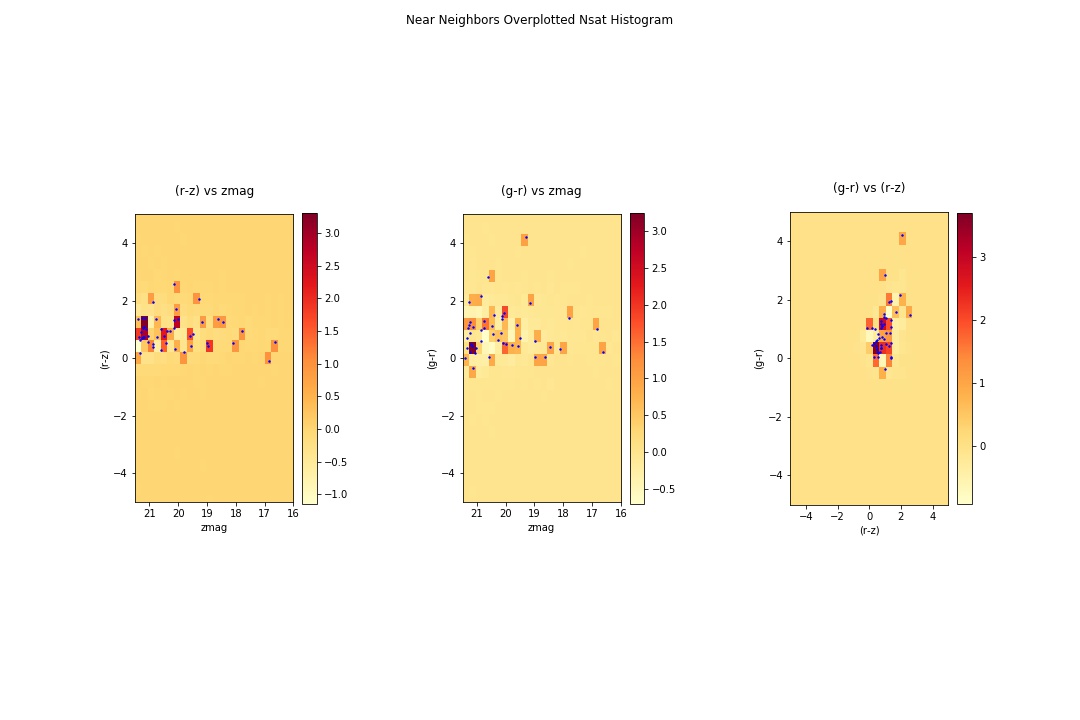 Near Neighbors Overplotted Nsat Histogram
(r-z) vs zmag
4
2
0
−2
−4
(r-z)
21 20 19 18 17 16
zmag
3.0
2.5
2.0
1.5
1.0
0.5
0.0
−0.5
−1.0
(g-r) vs zmag
4
2
0
−2
−4
(g-r)
21 20 19 18 17 16
zmag
3.0
2.5
2.0
1.5
1.0
0.5
0.0
−0.5
(g-r) vs (r-z)
4
2
0
−2
−4
(g-r)
−4 −2 0 2 4
(r-z)
3
2
1
0